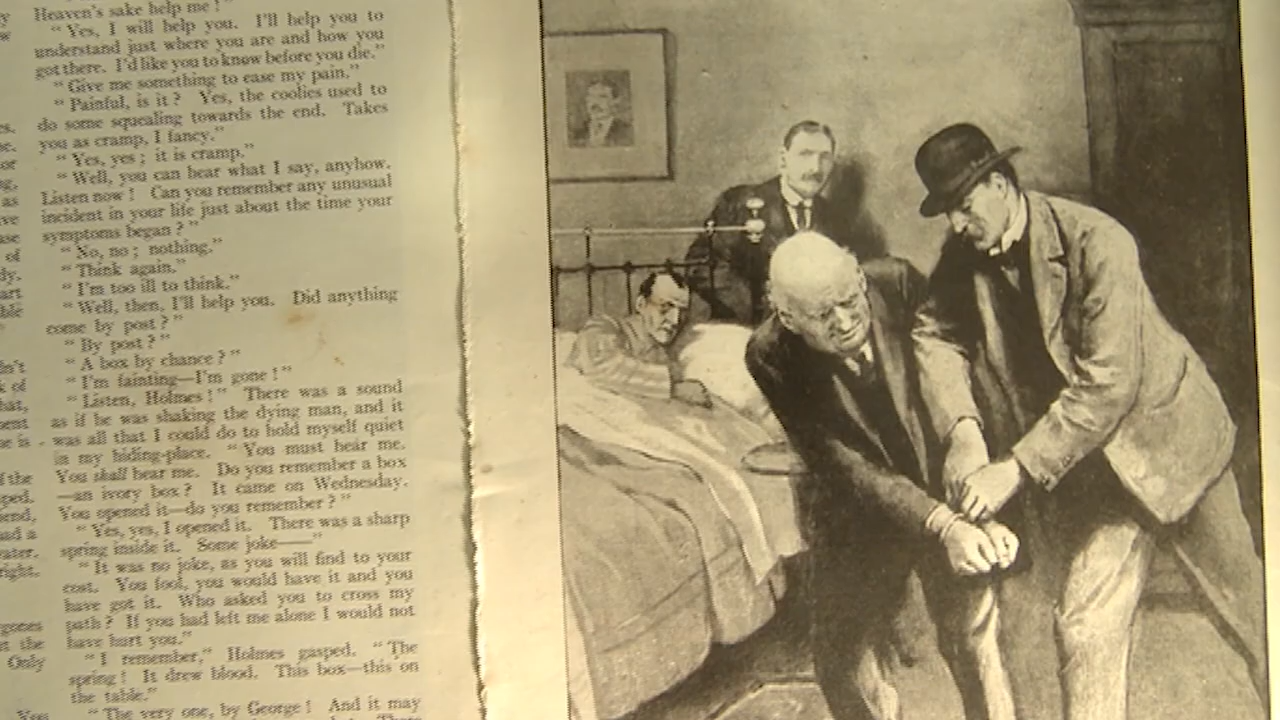 Heaven's sake help me!"
"Yes, I will help you. I'll help you to
understand just where you are and how you
got there. I'd like you to know before you die."
"Give me something to ease my pain."
"Painful, is it? Yes, the coolies used to
do some squealing towards the end. Takes
you as cramp, I fancy."
"Yes, yes; it is cramp."
"Well, you can hear what I say, anyhow.
Listen now! Can you remember any unusual
incident in your life just about the time your
symptoms began?"
"No, no; nothing."
"Think again."
"I'm too ill to think."
"Well, then, I'll help you. Did anything
come by post?"
"By post?"
"A box by chance?"
"I'm fainting—I'm gone!"
"Listen, Holmes!" There was a sound
as if he was shaking the dying man, and it
was all that I could do to hold myself quiet
in my hiding-place. "You must hear me.
You shall hear me. Do you remember a box
—an ivory box? It came on Wednesday.
You opened it—do you remember?"
"Yes, yes, I opened it. There was a sharp
spring inside it. Some joke——"
"It was no joke, as you will find to your
cost. You fool, you would have it and you
have got it. Who asked you to cross my
path? If you had left me alone I would not
have hurt you."
"I remember," Holmes gasped. "The
spring! It drew blood. This box—this on
the table."
"The very one, by George! And it may